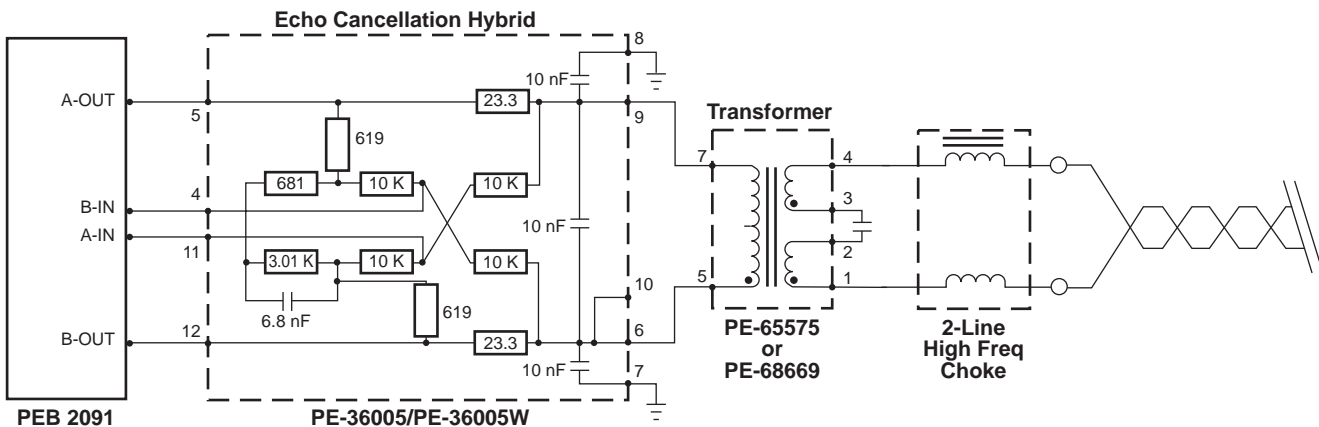 Echo Cancellation Hybrid
8
10 nF
A-OUT
5
23.3
9
619
Transformer
7
4
681
10 K
10 K
B-IN
4
3
A-IN
11
10 nF
3.01 K
10 K
10 K
2
10
5
1
6.8 nF
619
B-OUT
12
23.3
6
10 nF
7
PE-65575
or
PE-68669
2-Line
High Freq
Choke
PEB 2091
PE-36005/PE-36005W